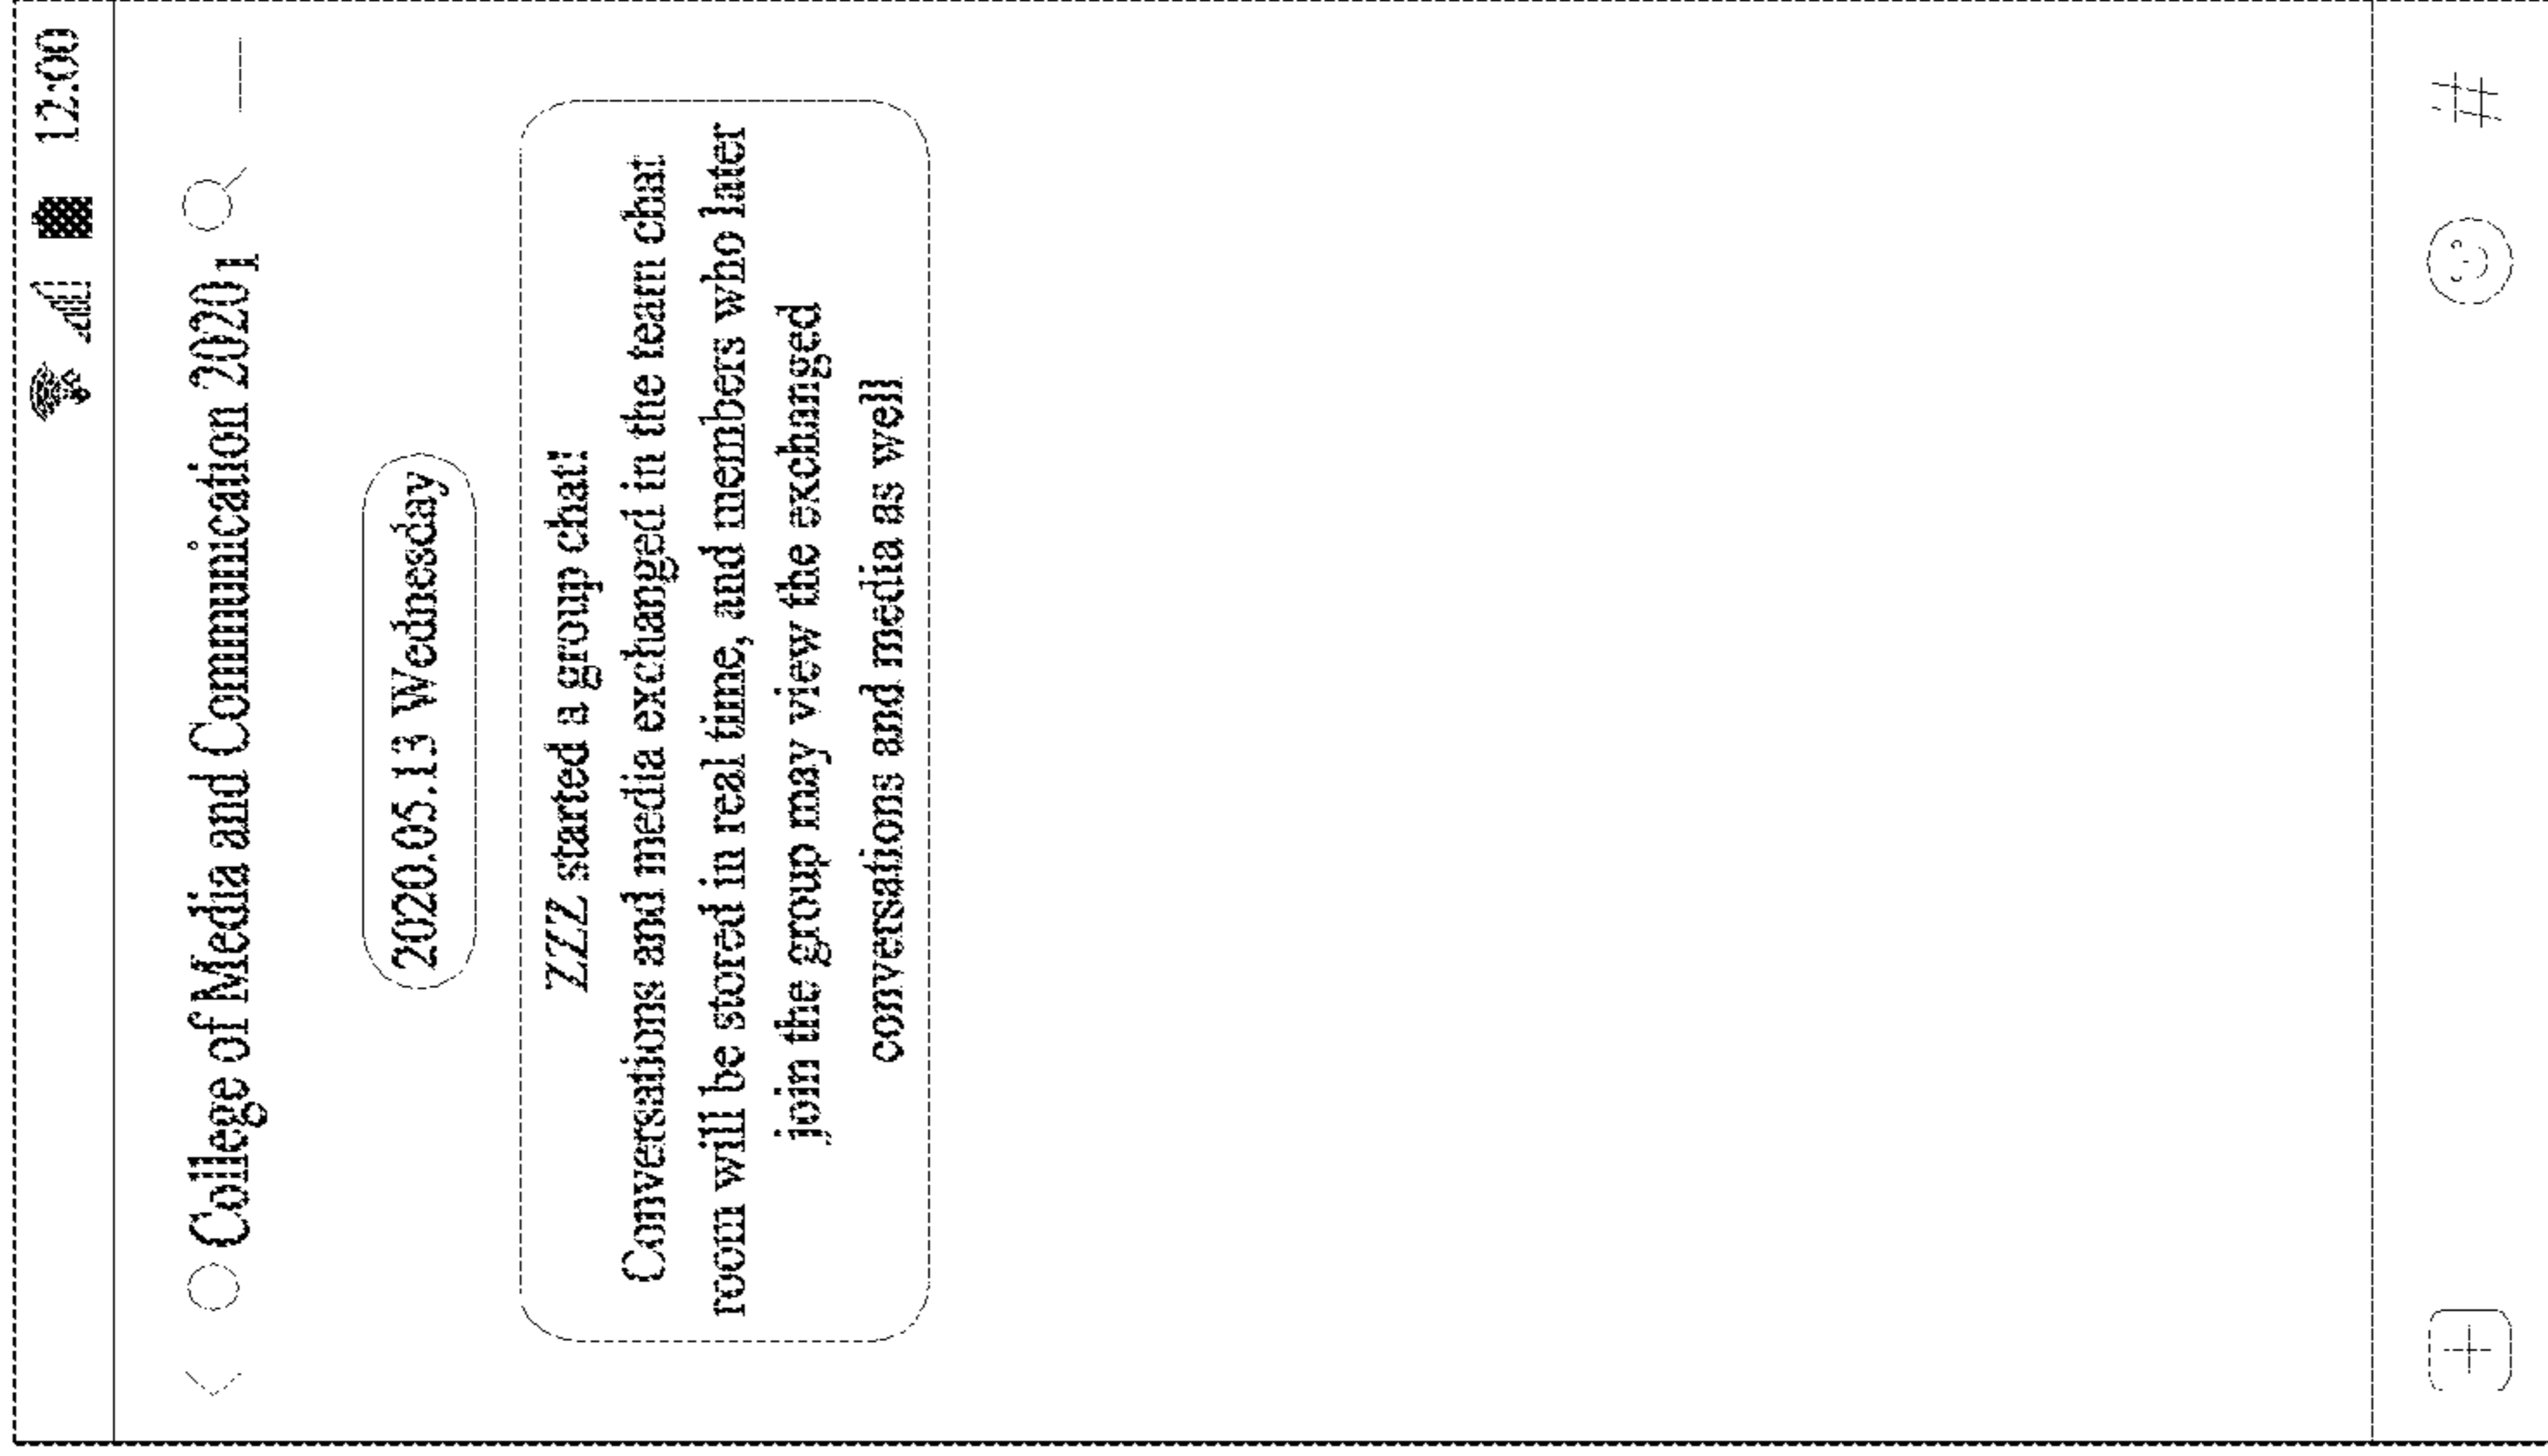 12:00
College of Media and Communication 2020 1
2020.05.13 Wednesday
ZZZ started a group chat!
Conversations and media exchanged in the team chat
room will be stored in real time, and members who later
join the group may view the exchanged
conversations and media as well
#